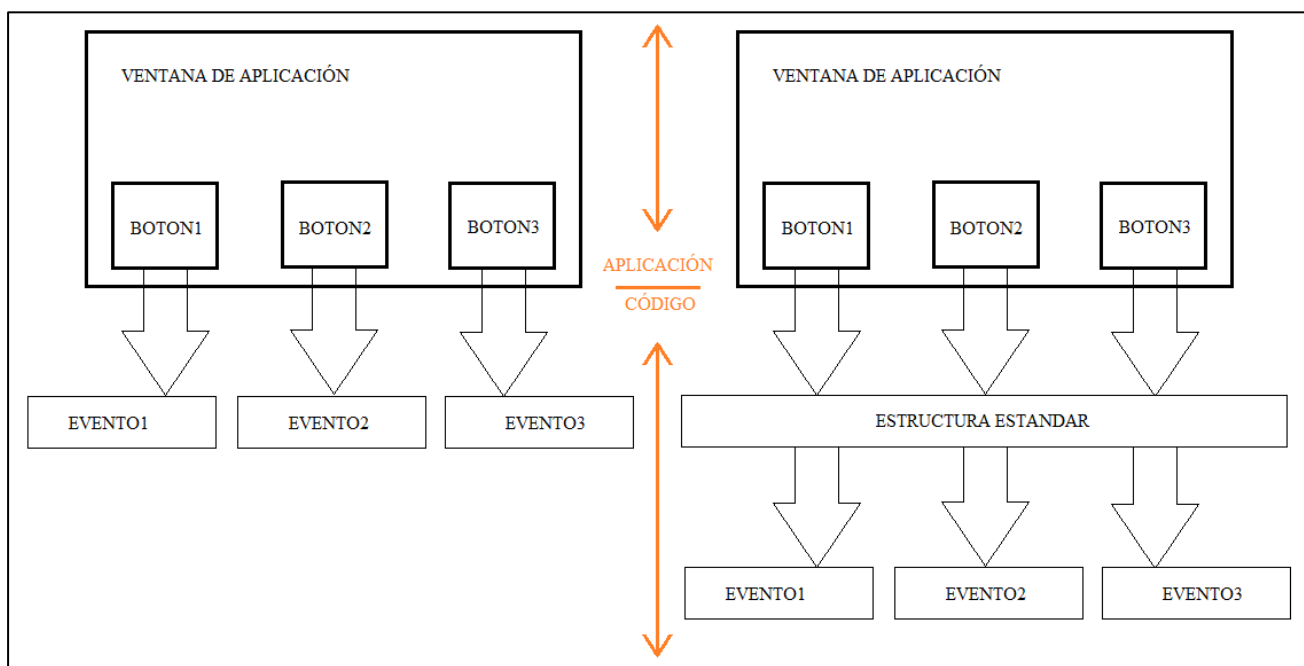 VENTANA DE APLICACIÓN
BOTON1
BOTON2
BOTON3
EVENTO1
EVENTO2
EVENTO3
APLICACIÓN
CÓDIGO
VENTANA DE APLICACIÓN
BOTON1
BOTON2
BOTON3
ESTRUCTURA ESTANDAR
EVENTO1
EVENTO2
EVENTO3